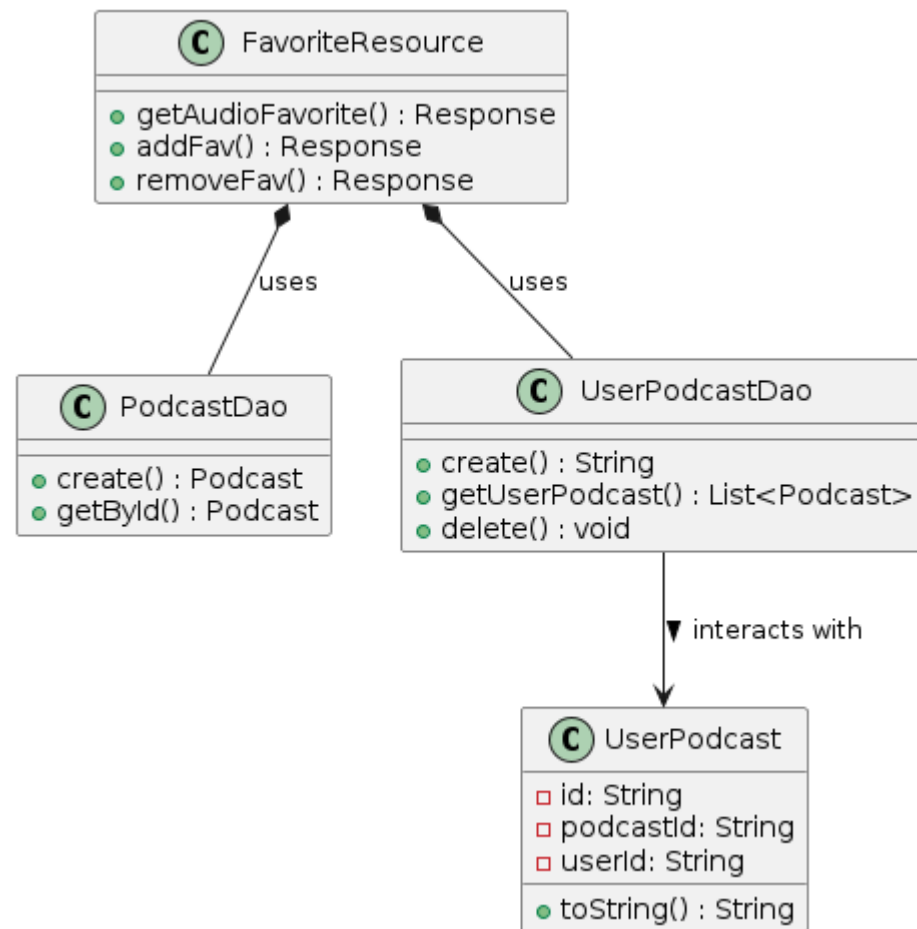 C FavoriteResource
getAudioFavorite() : Response
addFav() : Response
removeFav() : Response
uses
uses
C PodcastDao
create() : Podcast
getById() : Podcast
C UserPodcastDao
create() : String
getUserPodcast() : List<Podcast>
delete() : void
interacts with
C UserPodcast
id: String
podcastId: String
userId: String
toString() : String